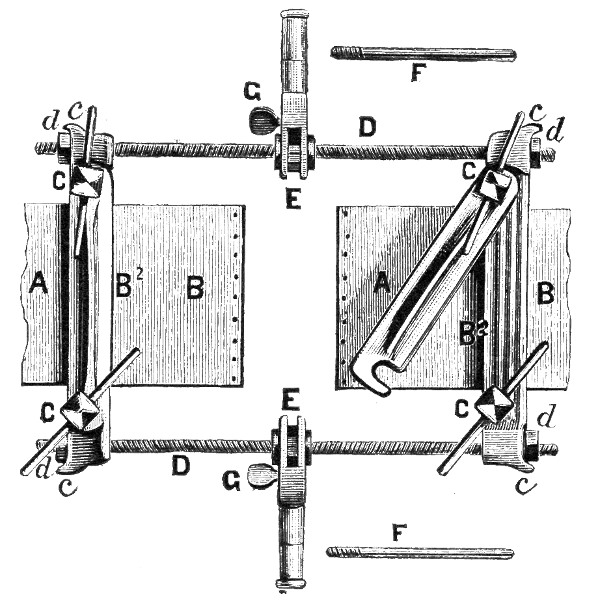 F
G
d c D c d
C C
E
A B² B A B
B²
C E C d
d D G c
c F